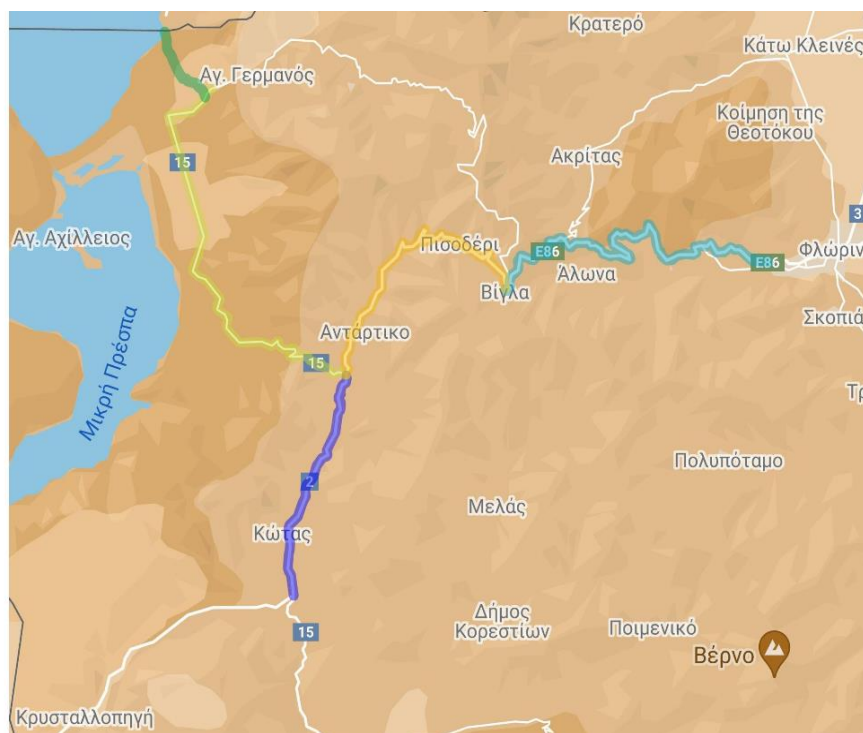 Κρατερό
Κάτω Κλεινές
Αγ. Γερμανός
Κοίμηση της
Θεοτόκου
15
Ακρίτας
3
Αγ. Αχίλλειος
Πισοδέρι
E86
Άλωνα
E86
Φλώριν
Βίγλα
Σκοπιά
Αντάρτικο
15
Μικρή Πρέσπα
Τρ
Πολυπόταμο
2
Μελάς
Κώτας
Δήμος
Κορεστίων
Ποιμενικό
15
Βέρνο
Κρυσταλλοπηγή